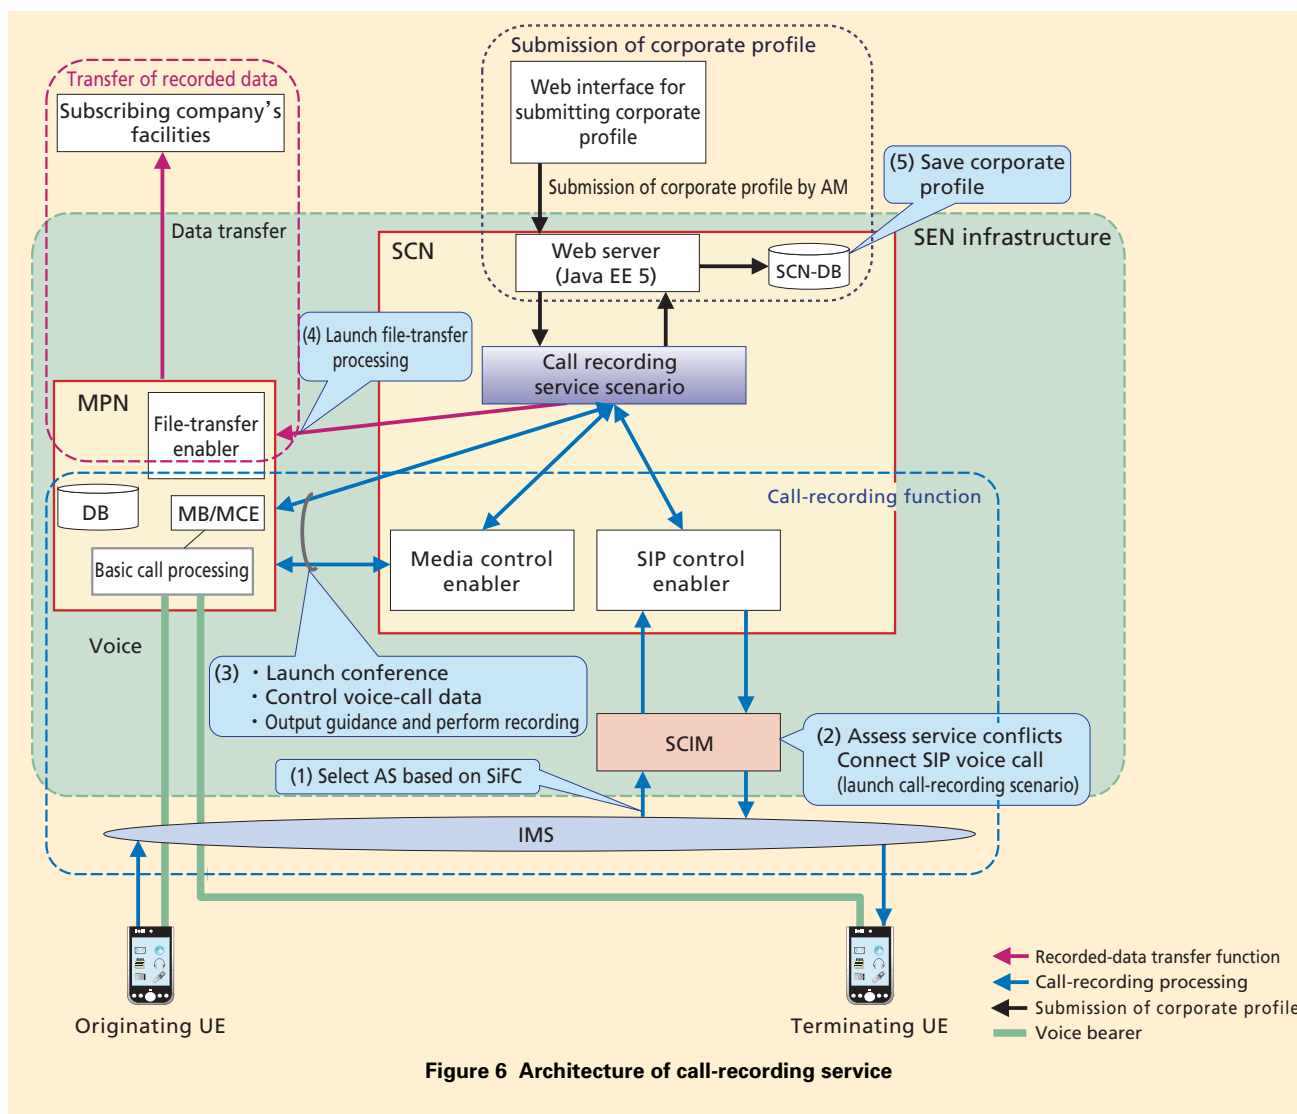 Submission of corporate profile
Transfer of recorded data
Web interface for
submitting corporate
profile
Subscribing company's
facilities
(5) Save corporate
profile
Submission of corporate profile by AM
Data transfer
SCN
SEN infrastructure
Web server
(Java EE 5)
SCN-DB
(4) Launch file-transfer
processing
Call recording
service scenario
MPN
File-transfer
enabler
Call-recording function
DB
MB/MCE
Basic call processing
Media control
enabler
SIP control
enabler
Voice
(3) ・Launch conference
・Control voice-call data
・Output guidance and perform recording
SCIM
(2) Assess service conflicts
Connect SIP voice call
(launch call-recording scenario)
(1) Select AS based on SiFC
IMS
Originating UE
Terminating UE
Recorded-data transfer function
Call-recording processing
Submission of corporate profile
Voice bearer
Figure 6 Architecture of call-recording service